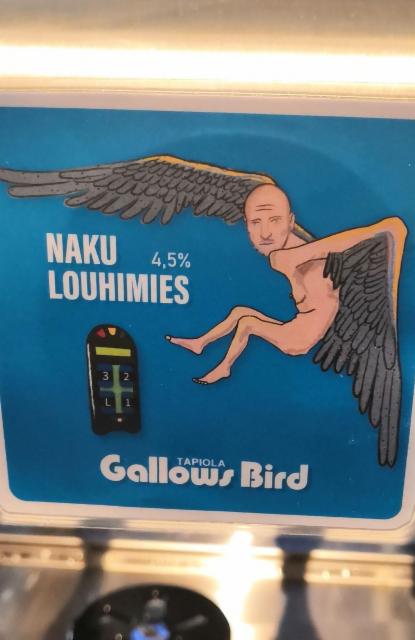 NAKU 4,5%
LOUHIMIES
3 2
L 1
TAPIOLA
Gallows Bird